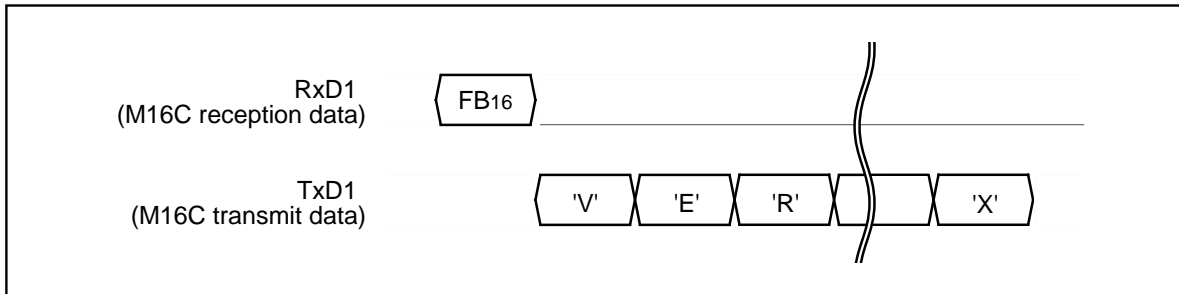 RxD1
(M16C reception data)
FB16
TxD1
(M16C transmit data)
'V' 'E' 'R' 'X'